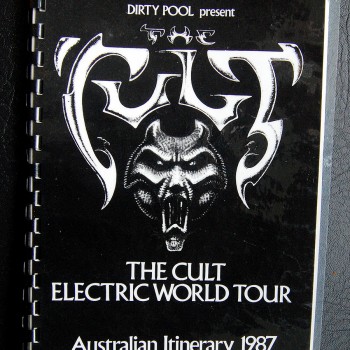 DIRTY POOL present
THE
CULT
THE CULT
ELECTRIC WORLD TOUR
Australian Itinerary 1987